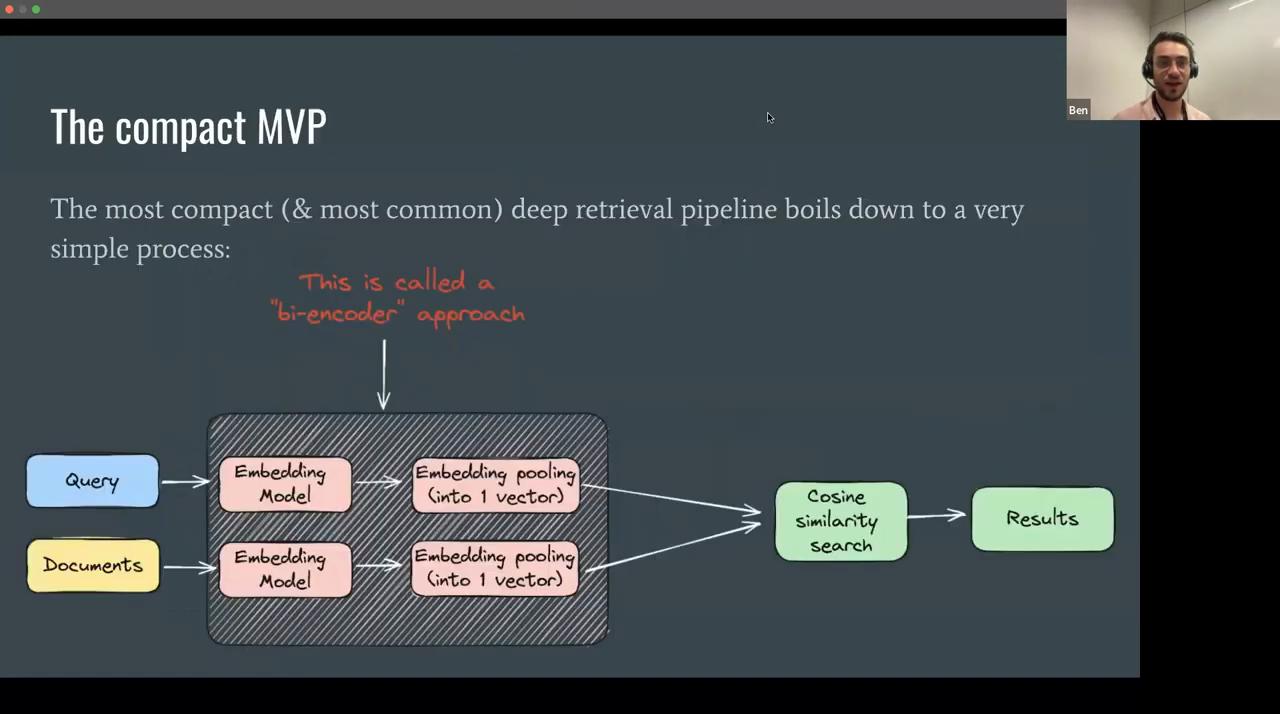 Ben
The compact MVP
The most compact (& most common) deep retrieval pipeline boils down to a very
simple process:
This is called a
"bi-encoder" approach
Query
Embedding
Model
Embedding pooling
(into 1 vector)
Documents
Embedding
Model
Embedding pooling
(into 1 vector)
Cosine
similarity
search
Results